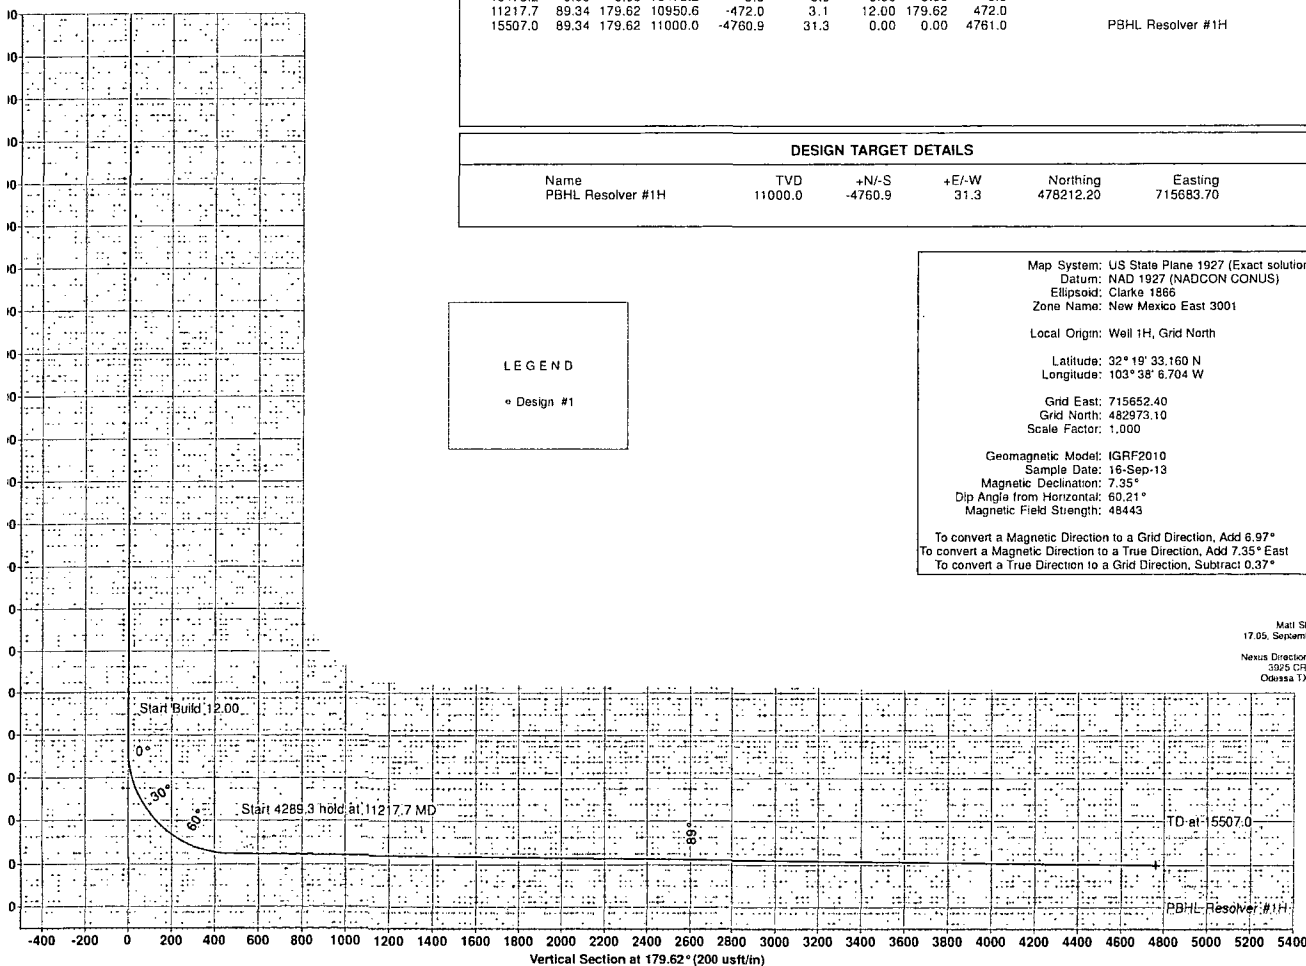 11217.7 89.34 179.62 10950.6 -472.0 3.1 12.00 179.62 472.0
15507.0 89.34 179.62 11000.0 -4760.9 31.3 0.00 0.00 4761.0 PBHL Resolver #1H
DESIGN TARGET DETAILS
Name TVD +N/-S +E/-W Northing Easting
PBHL Resolver #1H 11000.0 -4760.9 31.3 478212.20 715683.70
Map System: US State Plane 1927 (Exact solution
Datum: NAD 1927 (NADCON CONUS)
Ellipsoid: Clarke 1866
Zone Name: New Mexico East 3001
Local Origin: Well 1H, Grid North
Latitude: 32° 19' 33.160 N
Longitude: 103° 38' 6.704 W
Grid East: 715652.40
Grid North: 482973.10
Scale Factor: 1.000
Geomagnetic Model: IGRF2010
Sample Date: 16-Sep-13
Magnetic Declination: 7.35°
Dip Angle from Horizontal: 60.21°
Magnetic Field Strength: 48443
To convert a Magnetic Direction to a Grid Direction, Add 6.97°
To convert a Magnetic Direction to a True Direction, Add 7.35° East
To convert a True Direction to a Grid Direction, Subtract 0.37°
LEGEND
Design #1
17:05, Septem
Nexus Direction
3925 CR
Odessa TX
Start Build 12.00
0°
30°
60°
Start 4289.3 hold at 11217.7 MD
89°
TD at 15507.0
PBHL Resolver #1H
-400 -200 0 200 400 600 800 1000 1200 1400 1600 1800 2000 2200 2400 2600 2800 3000 3200 3400 3600 3800 4000 4200 4400 4600 4800 5000 5200 5400
Vertical Section at 179.62° (200 usft/in)